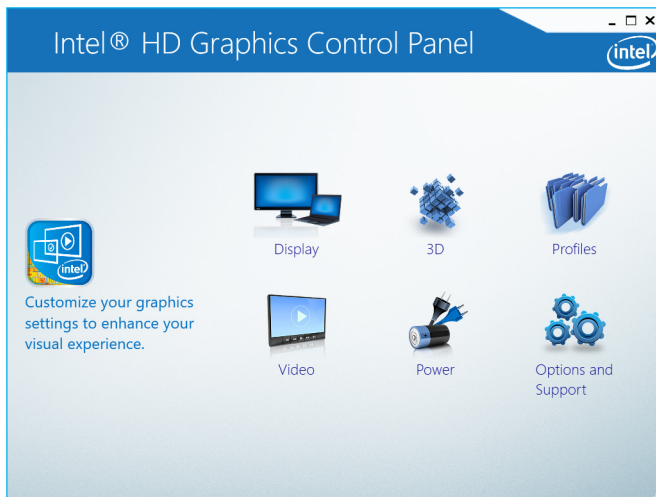 Intel® HD Graphics Control Panel
intel
Display
3D
Profiles
intel
Customize your graphics
settings to enhance your
visual experience.
Video
Power
Options and
Support